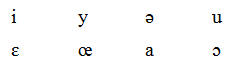 i y ə u
ɛ œ a ɔ